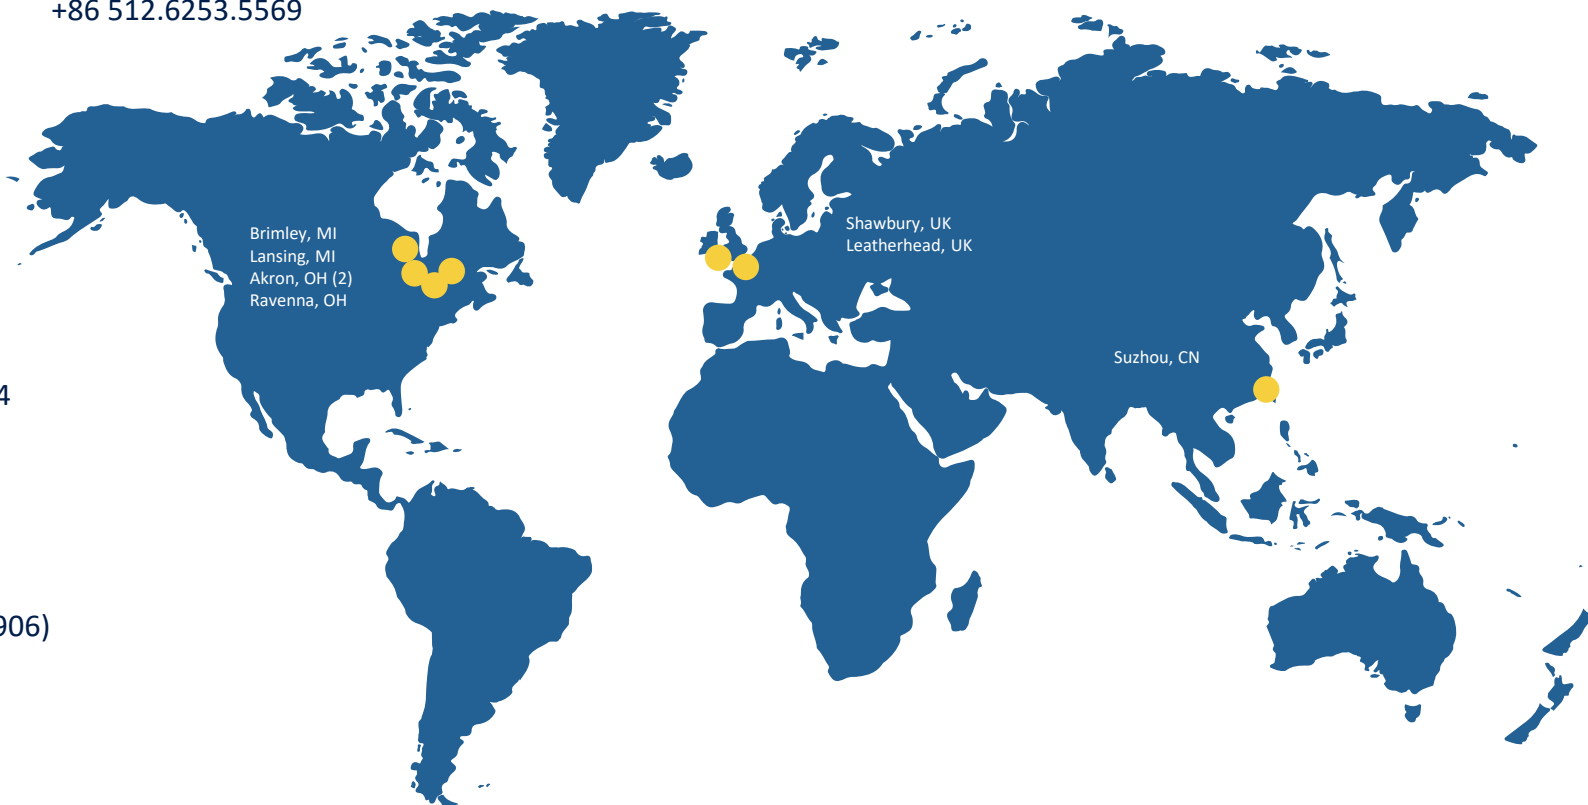 +86 512.6253.5569
Brimley, MI
Lansing, MI
Akron, OH (2)
Ravenna, OH
Shawbury, UK
Leatherhead, UK
Suzhou, CN
4
906)